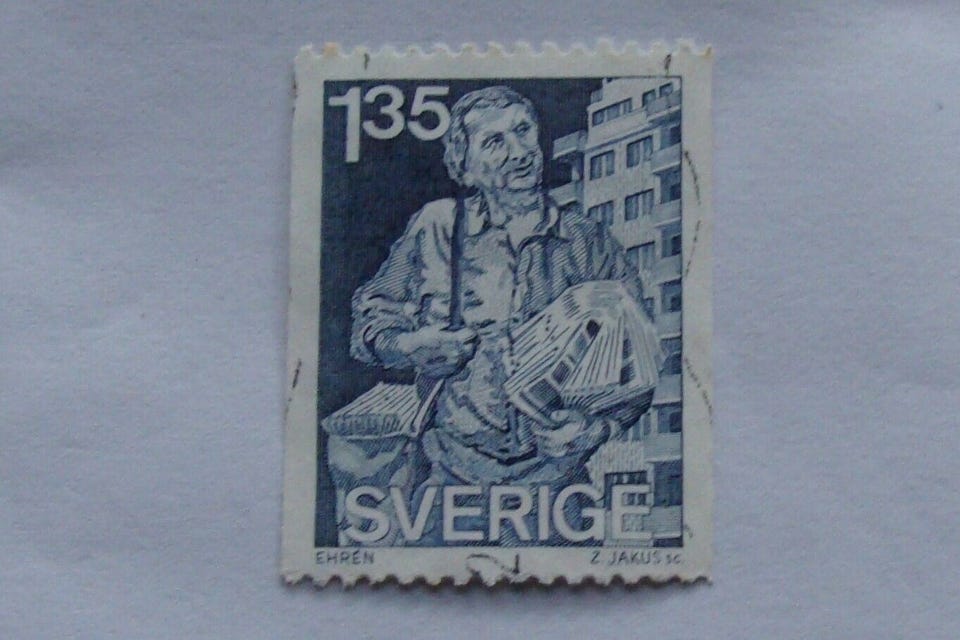 135
SVERIGE
EHRÉN
Z. JAKUS sc.